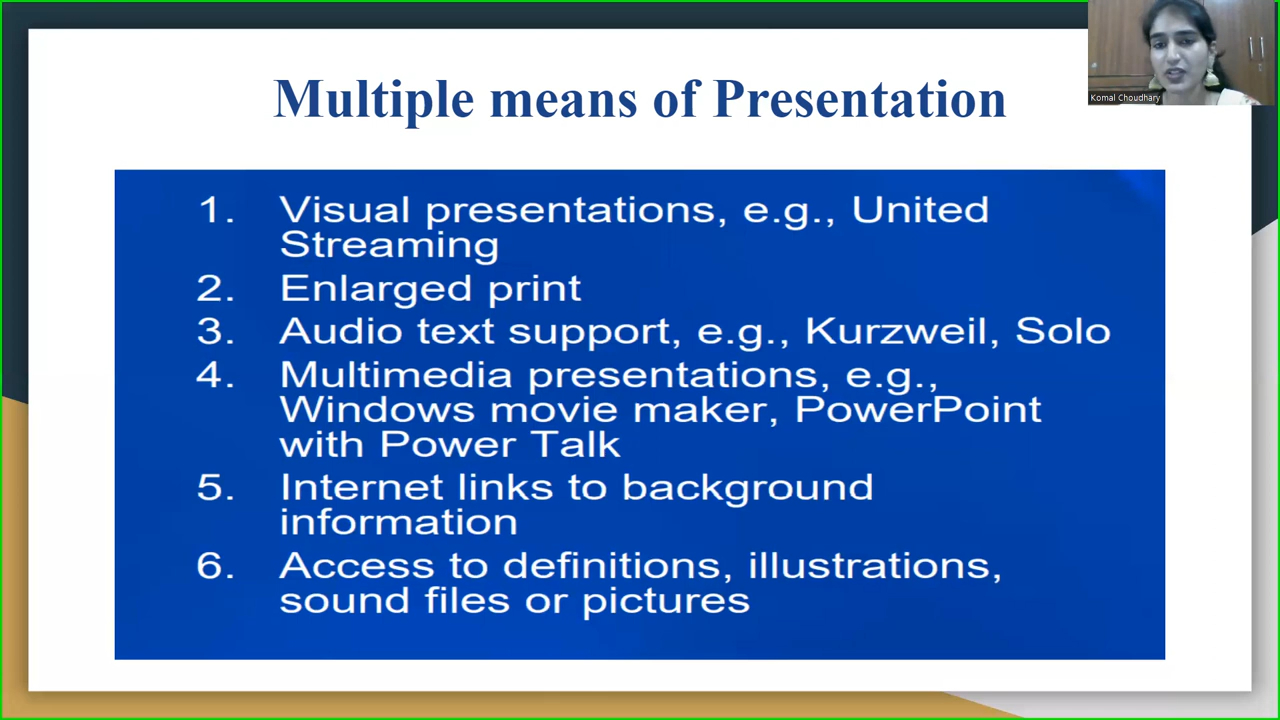 Multiple means of Presentation
Komal Choudhary
1. Visual presentations, e.g., United
Streaming
2. Enlarged print
3. Audio text support, e.g., Kurzweil, Solo
4. Multimedia presentations, e.g.,
Windows movie maker, PowerPoint
with Power Talk
5. Internet links to background
information
6. Access to definitions, illustrations,
sound files or pictures